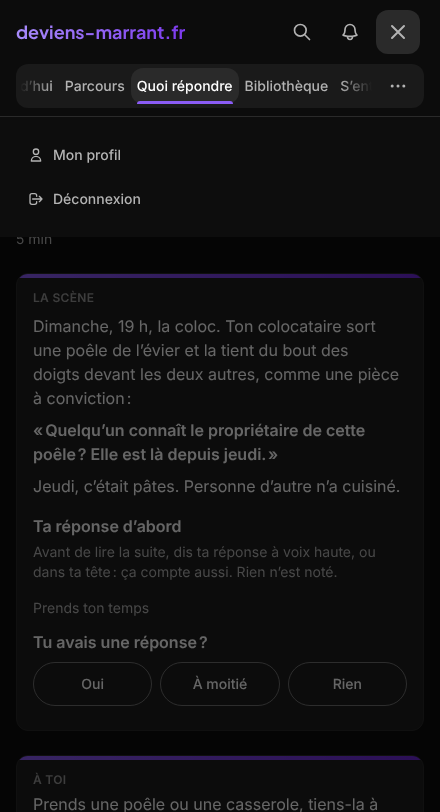 deviens-marrant.fr
d'hui Parcours Quoi répondre Bibliothèque S'en
Mon profil
Déconnexion
5 min
LA SCÈNE
Dimanche, 19 h, la coloc. Ton colocataire sort
une poêle de l'évier et la tient du bout des
doigts devant les deux autres, comme une pièce
à conviction :
« Quelqu'un connaît le propriétaire de cette
poêle ? Elle est là depuis jeudi. »
Jeudi, c'était pâtes. Personne d'autre n'a cuisiné.
Ta réponse d'abord
Avant de lire la suite, dis ta réponse à voix haute, ou
dans ta tête : ça compte aussi. Rien n'est noté.
Prends ton temps
Tu avais une réponse ?
Oui À moitié Rien
À TOI
Prends une poêle ou une casserole, tiens-la à